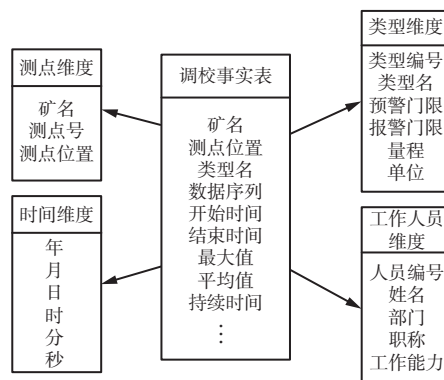 测点维度
矿名
测点号
测点位置
时间维度
年
月
日
时
分
秒
调校事实表
矿名
测点位置
类型名
数据序列
开始时间
结束时间
最大值
平均值
持续时间
⋮
类型维度
类型编号
类型名
预警门限
报警门限
量程
单位
工作人员
维度
人员编号
姓名
部门
职称
工作能力